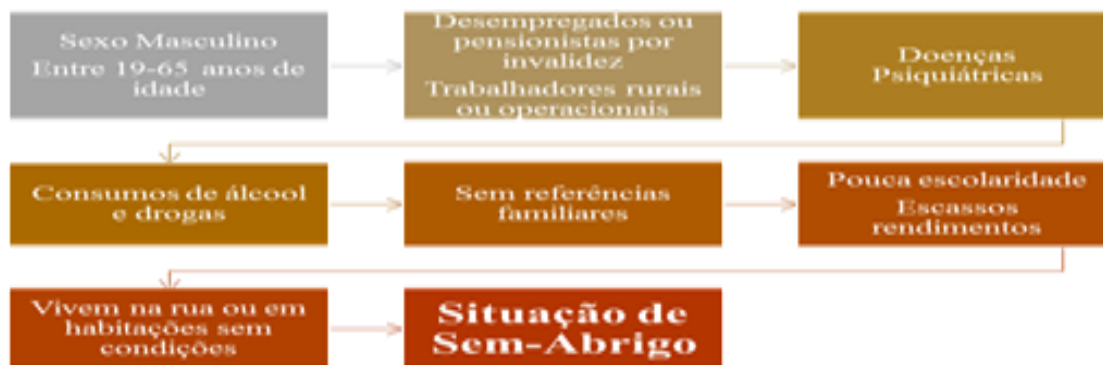 Sexo Masculino
Entre 19-65 anos de
idade
Desempregados ou
pensionistas por
invalidez
Trabalhadores rurais
ou operacionais
Doenças
Psiquiátricas
Consumos de álcool
e drogas
Sem referências
familiares
Pouca escolaridade
Escassos
rendimentos
Vivem na rua ou em
habitações sem
condições
Situação de
Sem-Abrigo